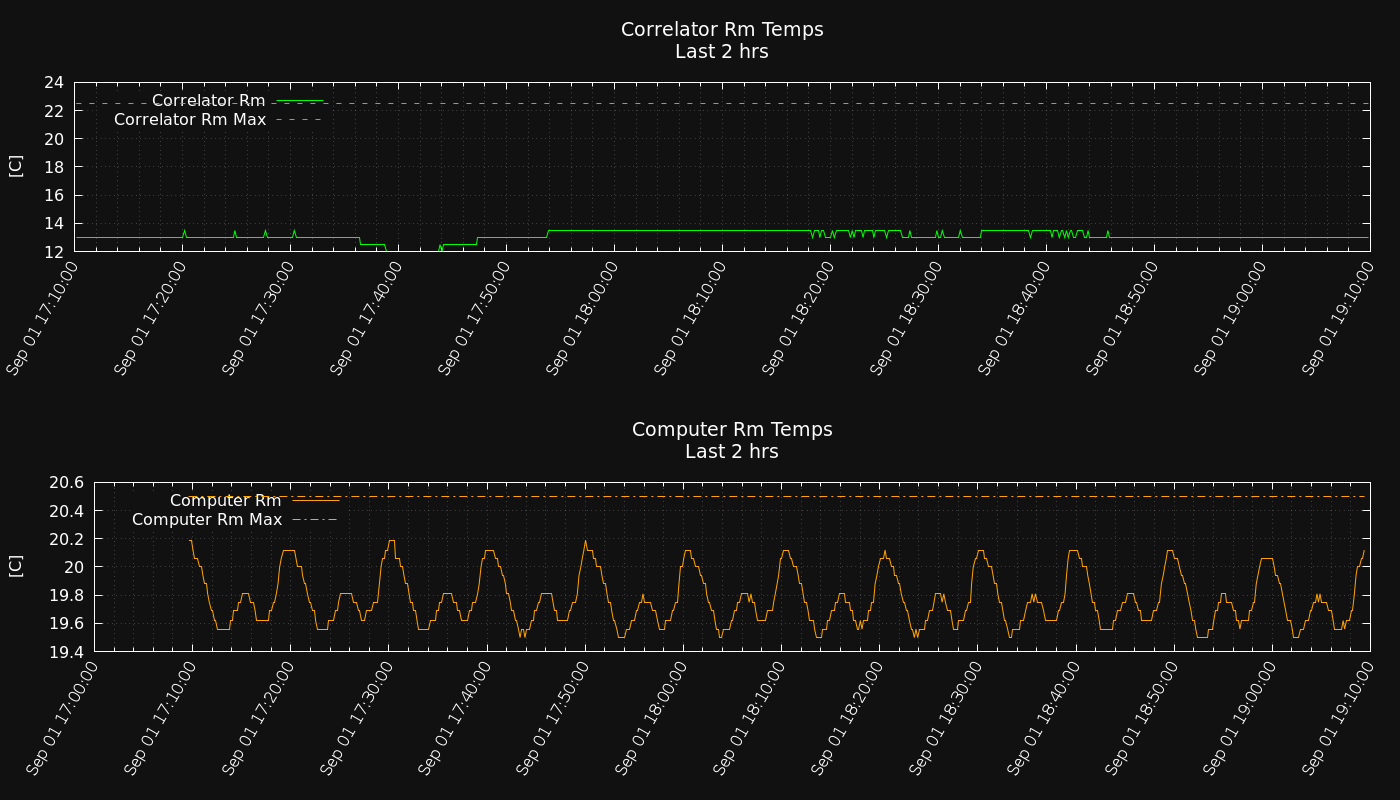 Correlator Rm Temps
Last 2 hrs
24
22
20
18
16
14
12
[C]
Correlator Rm
Correlator Rm Max
Sep 01 17:10:00
Sep 01 17:20:00
Sep 01 17:30:00
Sep 01 17:40:00
Sep 01 17:50:00
Sep 01 18:00:00
Sep 01 18:10:00
Sep 01 18:20:00
Sep 01 18:30:00
Sep 01 18:40:00
Sep 01 18:50:00
Sep 01 19:00:00
Sep 01 19:10:00
Computer Rm Temps
Last 2 hrs
20.6
20.4
20.2
20
19.8
19.6
19.4
[C]
Computer Rm
Computer Rm Max
Sep 01 17:00:00
Sep 01 17:10:00
Sep 01 17:20:00
Sep 01 17:30:00
Sep 01 17:40:00
Sep 01 17:50:00
Sep 01 18:00:00
Sep 01 18:10:00
Sep 01 18:20:00
Sep 01 18:30:00
Sep 01 18:40:00
Sep 01 18:50:00
Sep 01 19:00:00
Sep 01 19:10:00